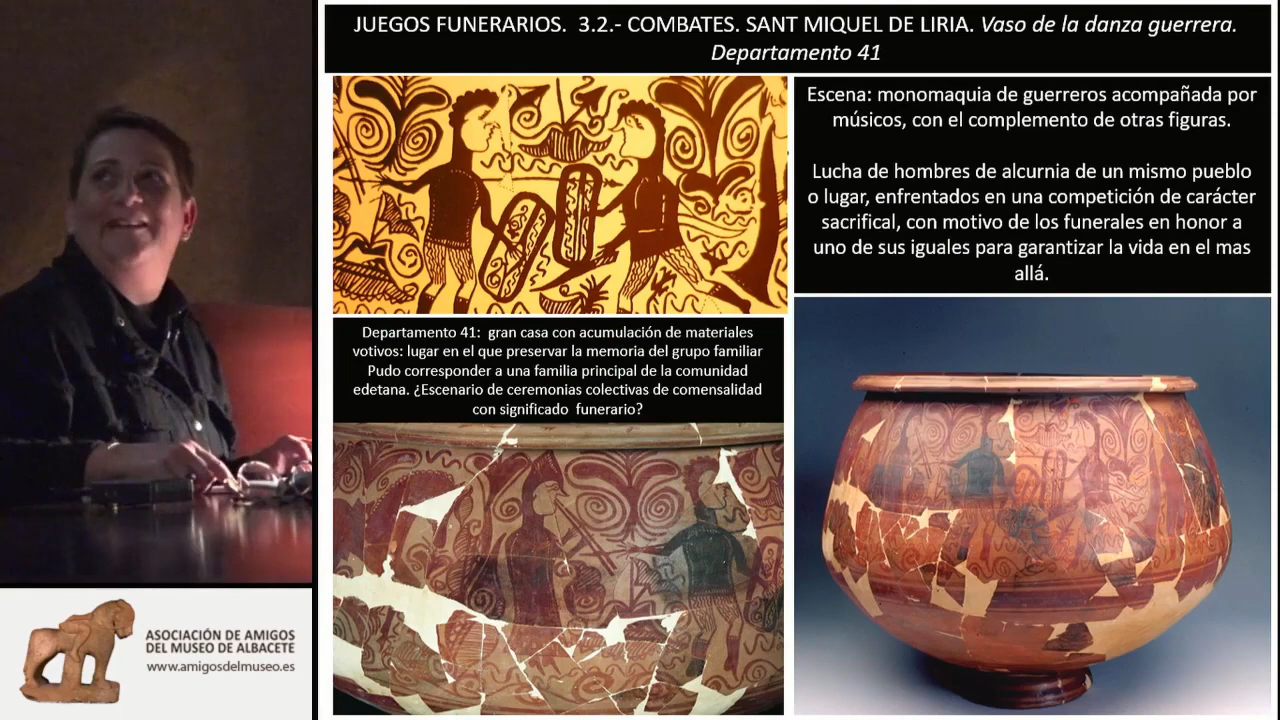 JUEGOS FUNERARIOS. 3.2.- COMBATES. SANT MIQUEL DE LIRIA. Vaso de la danza guerrera.
Departamento 41
Escena: monomaquia de guerreros acompañada por
músicos, con el complemento de otras figuras.
Lucha de hombres de alcurnia de un mismo pueblo
o lugar, enfrentados en una competición de carácter
sacrifical, con motivo de los funerales en honor a
uno de sus iguales para garantizar la vida en el mas
allá.
Departamento 41: gran casa con acumulación de materiales
votivos: lugar en el que preservar la memoria del grupo familiar
Pudo corresponder a una familia principal de la comunidad
edetana. ¿Escenario de ceremonias colectivas de comensalidad
con significado funerario?
ASOCIACIÓN DE AMIGOS
DEL MUSEO DE ALBACETE
www.amigosdelmuseo.es